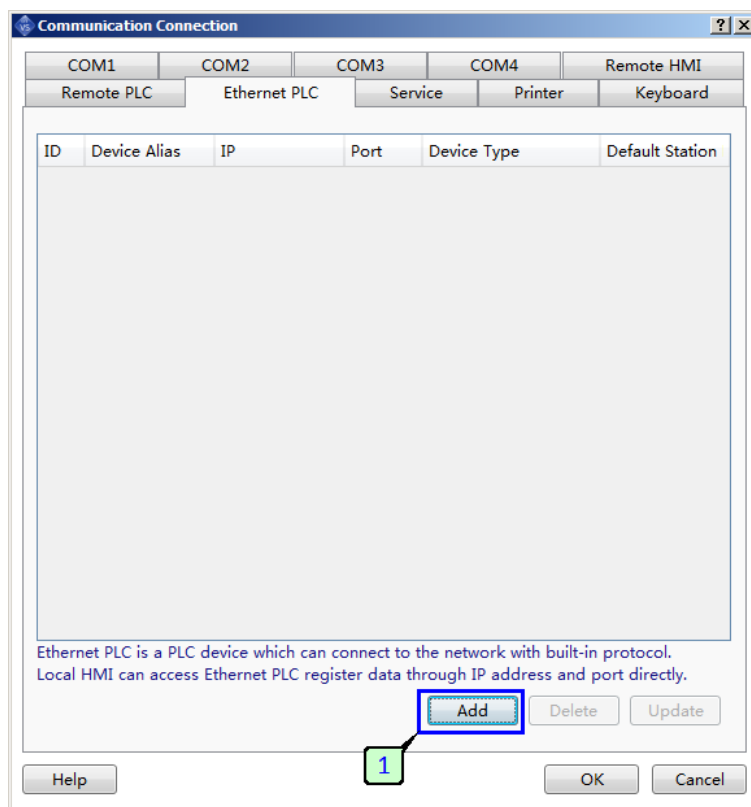 Communication Connection
COM1 COM2 COM3 COM4 Remote HMI
Remote PLC Ethernet PLC Service Printer Keyboard
ID Device Alias IP Port Device Type Default Station
Ethernet PLC is a PLC device which can connect to the network with built-in protocol.
Local HMI can access Ethernet PLC register data through IP address and port directly.
Add Delete Update
1
Help OK Cancel